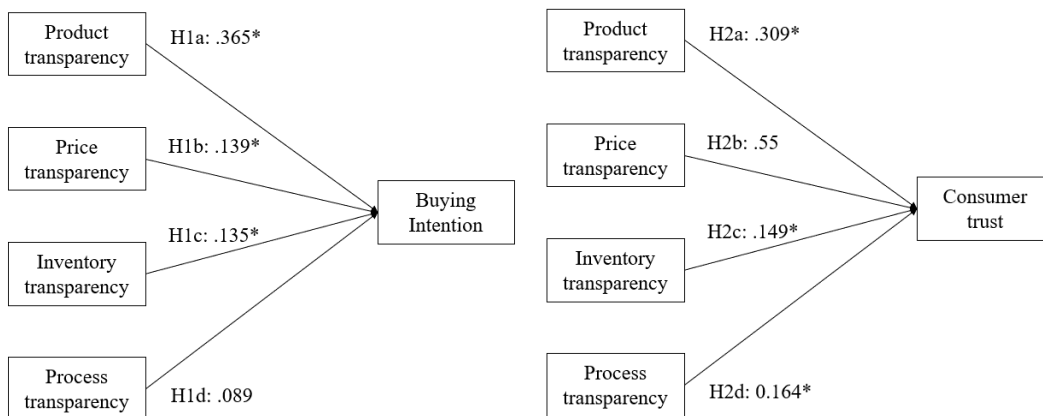 Product
transparency
H1a: .365*
Price
transparency
H1b: .139*
Inventory
transparency
H1c: .135*
Process
transparency
H1d: .089
Buying
Intention
Product
transparency
H2a: .309*
Price
transparency
H2b: .55
Inventory
transparency
H2c: .149*
Process
transparency
H2d: 0.164*
Consumer
trust